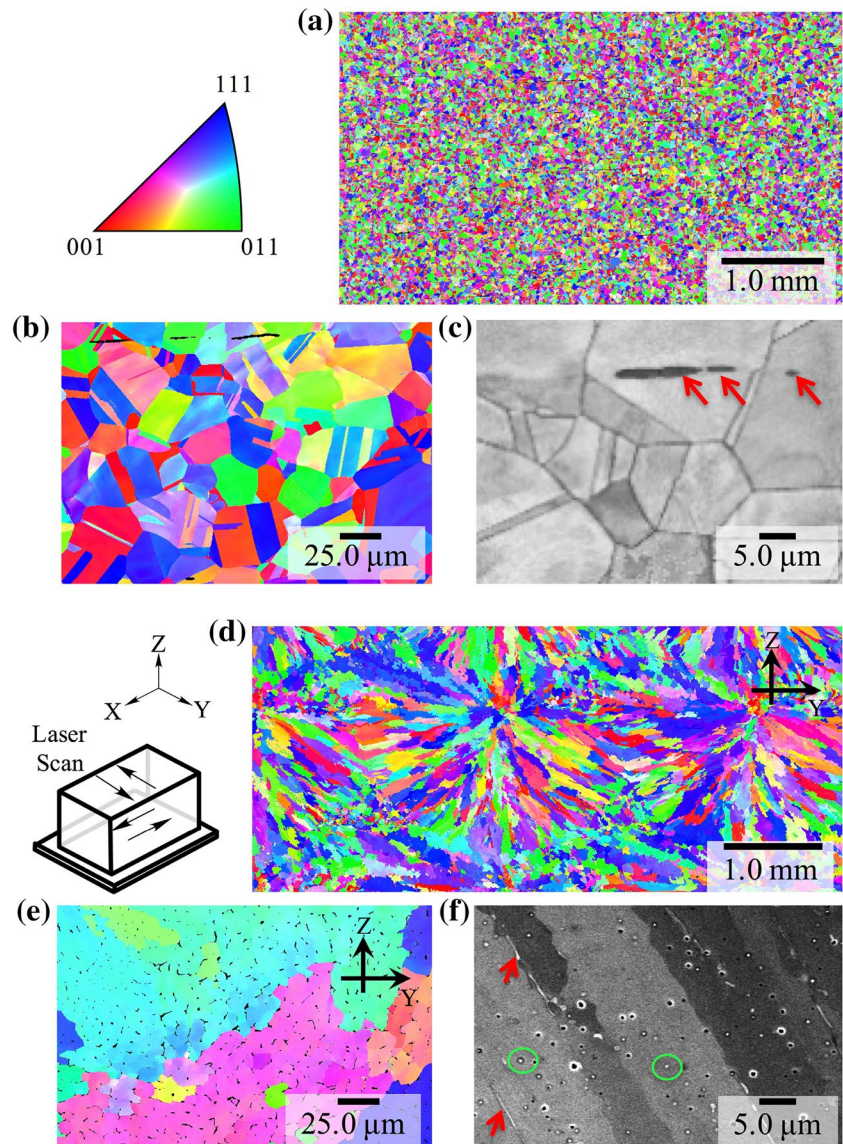 (a)
111
001
011
1.0 mm
(b)
25.0 µm
(c)
5.0 µm
Z
X
Y
Laser
Scan
(d)
Z
Y
1.0 mm
(e)
Z
Y
25.0 µm
(f)
5.0 µm